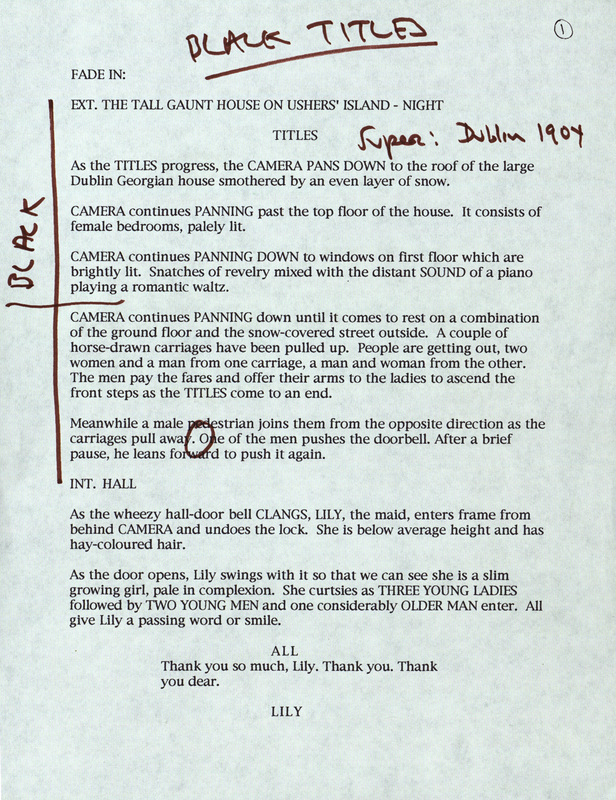 BLACK TITLES
1
FADE IN:
EXT. THE TALL GAUNT HOUSE ON USHERS' ISLAND - NIGHT
TITLES
Super: Dublin 1904
As the TITLES progress, the CAMERA PANS DOWN to the roof of the large
Dublin Georgian house smothered by an even layer of snow.
CAMERA continues PANNING past the top floor of the house. It consists of
female bedrooms, palely lit.
BLACK
CAMERA continues PANNING DOWN to windows on first floor which are
brightly lit. Snatches of revelry mixed with the distant SOUND of a piano
playing a romantic waltz.
CAMERA continues PANNING down until it comes to rest on a combination
of the ground floor and the snow-covered street outside. A couple of
horse-drawn carriages have been pulled up. People are getting out, two
women and a man from one carriage, a man and woman from the other.
The men pay the fares and offer their arms to the ladies to ascend the
front steps as the TITLES come to an end.
Meanwhile a male pedestrian joins them from the opposite direction as the
carriages pull away. One of the men pushes the doorbell. After a brief
pause, he leans forward to push it again.
INT. HALL
As the wheezy hall-door bell CLANGS, LILY, the maid, enters frame from
behind CAMERA and undoes the lock. She is below average height and has
hay-coloured hair.
As the door opens, Lily swings with it so that we can see she is a slim
growing girl, pale in complexion. She curtsies as THREE YOUNG LADIES
followed by TWO YOUNG MEN and one considerably OLDER MAN enter. All
give Lily a passing word or smile.
ALL
Thank you so much, Lily. Thank you. Thank
you dear.
LILY